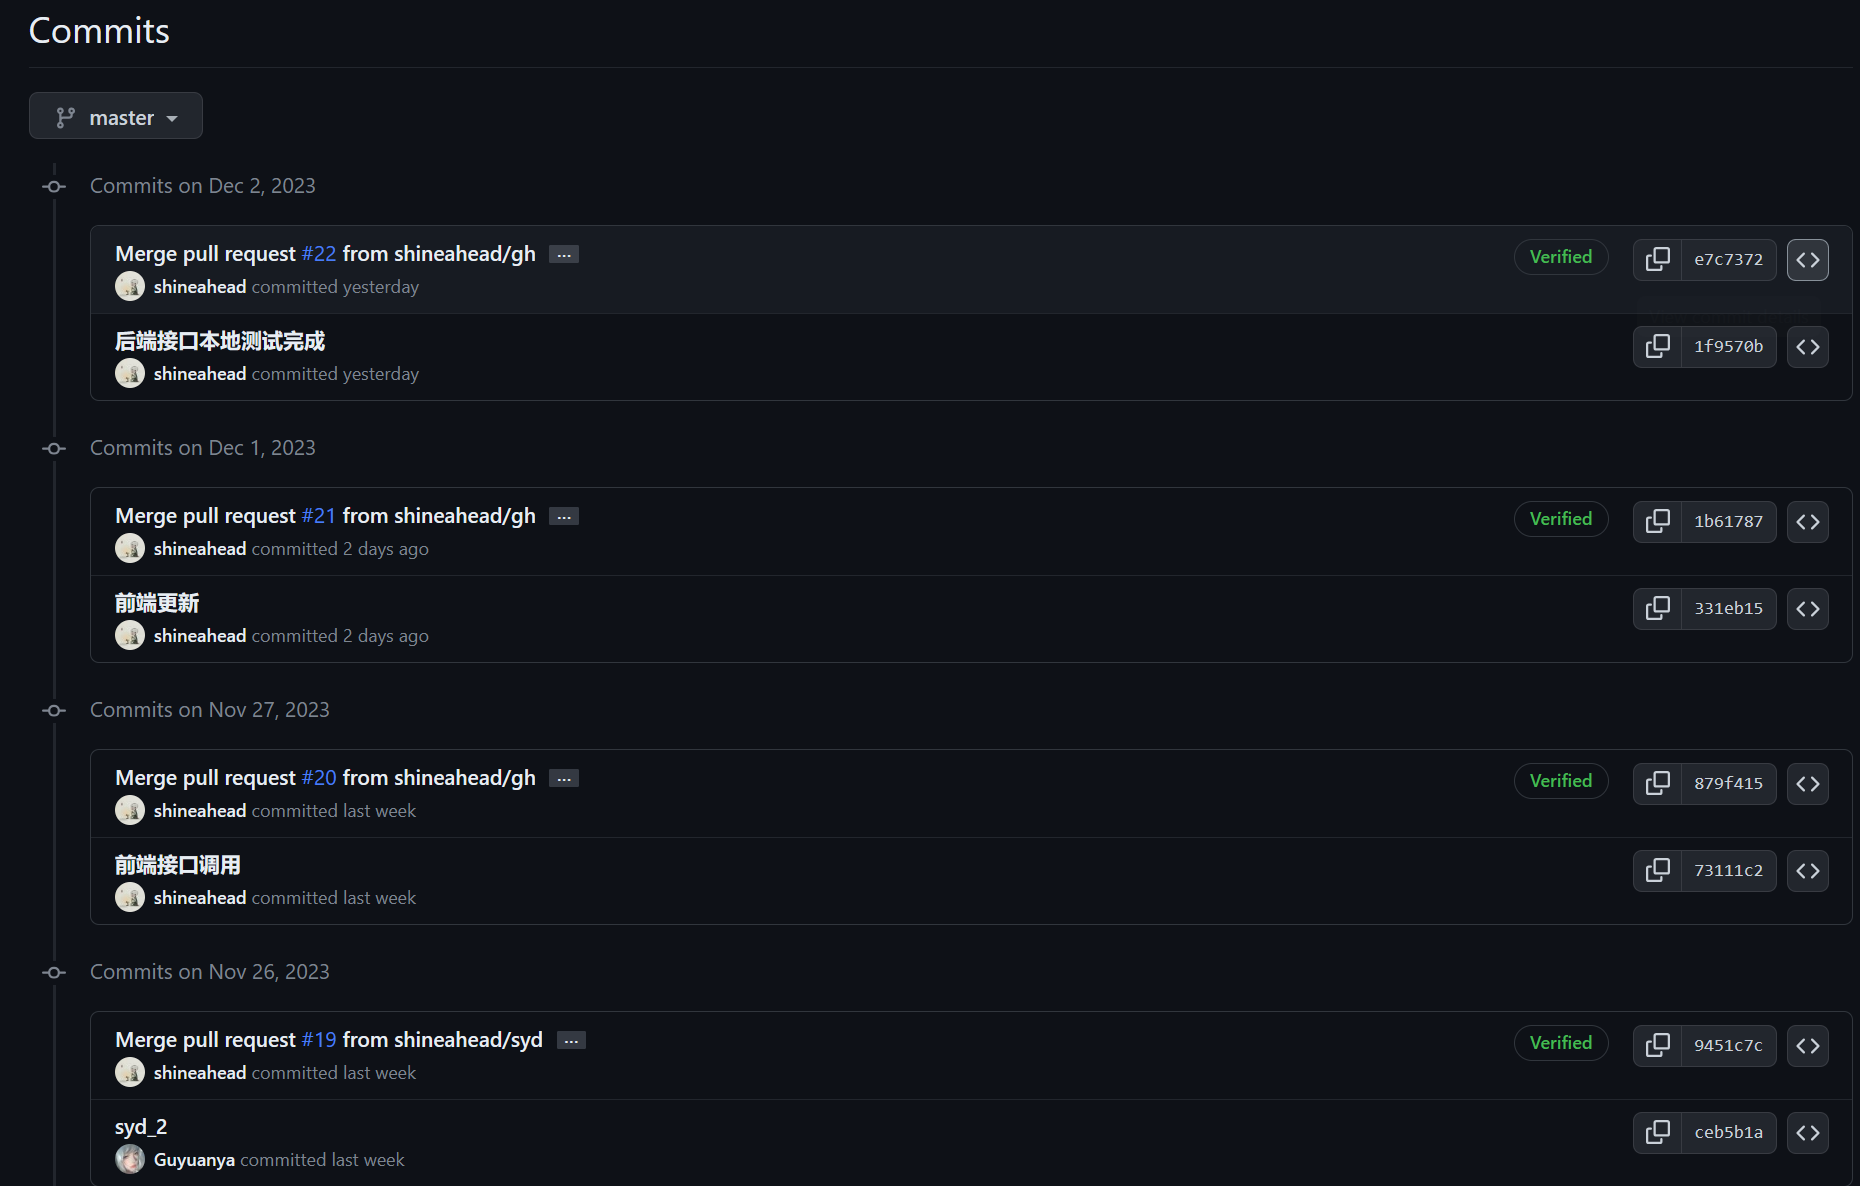 Commits
master
Commits on Dec 2, 2023
Merge pull request #22 from shineahead/gh ...
Verified
e7c7372
shineahead committed yesterday
后端接口本地测试完成
1f9570b
shineahead committed yesterday
Commits on Dec 1, 2023
Merge pull request #21 from shineahead/gh ...
Verified
1b61787
shineahead committed 2 days ago
前端更新
331eb15
shineahead committed 2 days ago
Commits on Nov 27, 2023
Merge pull request #20 from shineahead/gh ...
Verified
879f415
shineahead committed last week
前端接口调用
73111c2
shineahead committed last week
Commits on Nov 26, 2023
Merge pull request #19 from shineahead/syd ...
Verified
9451c7c
shineahead committed last week
syd_2
ceb5b1a
Guyuanya committed last week